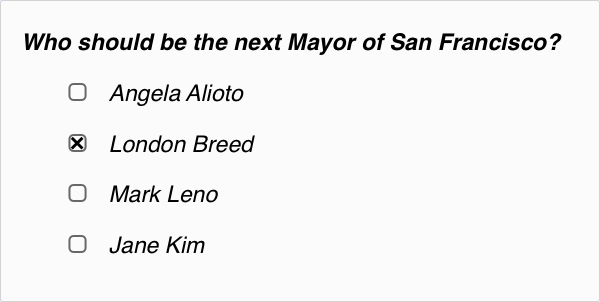 Who should be the next Mayor of San Francisco?
Angela Alioto
London Breed
Mark Leno
Jane Kim